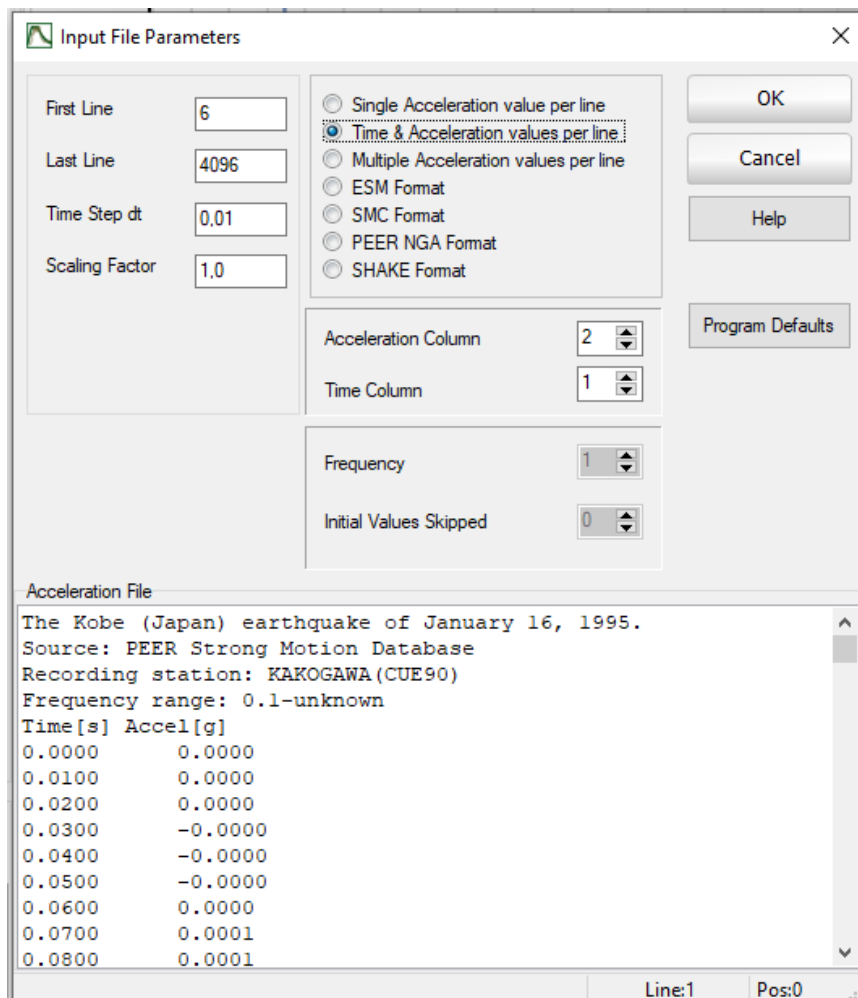 Input File Parameters
First Line
6
Last Line
4096
Time Step dt
0,01
Scaling Factor
1,0
Single Acceleration value per line
Time & Acceleration values per line
Multiple Acceleration values per line
ESM Format
SMC Format
PEER NGA Format
SHAKE Format
Acceleration Column
2
Time Column
1
Frequency
1
Initial Values Skipped
0
OK
Cancel
Help
Program Defaults
Acceleration File
The Kobe (Japan) earthquake of January 16, 1995.
Source: PEER Strong Motion Database
Recording station: KAKOGAWA(CUE90)
Frequency range: 0.1-unknown
Time[s] Accel[g]
0.0000 0.0000
0.0100 0.0000
0.0200 0.0000
0.0300 -0.0000
0.0400 -0.0000
0.0500 -0.0000
0.0600 0.0000
0.0700 0.0001
0.0800 0.0001
Line:1 Pos:0